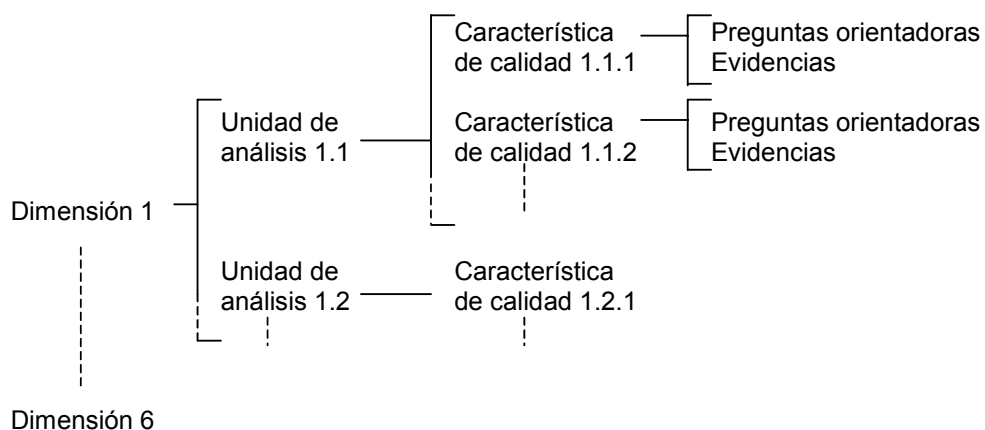 Característica
de calidad 1.1.1
Preguntas orientadoras
Evidencias
Unidad de
análisis 1.1
Característica
de calidad 1.1.2
Preguntas orientadoras
Evidencias
Dimensión 1
Unidad de
análisis 1.2
Característica
de calidad 1.2.1
Dimensión 6